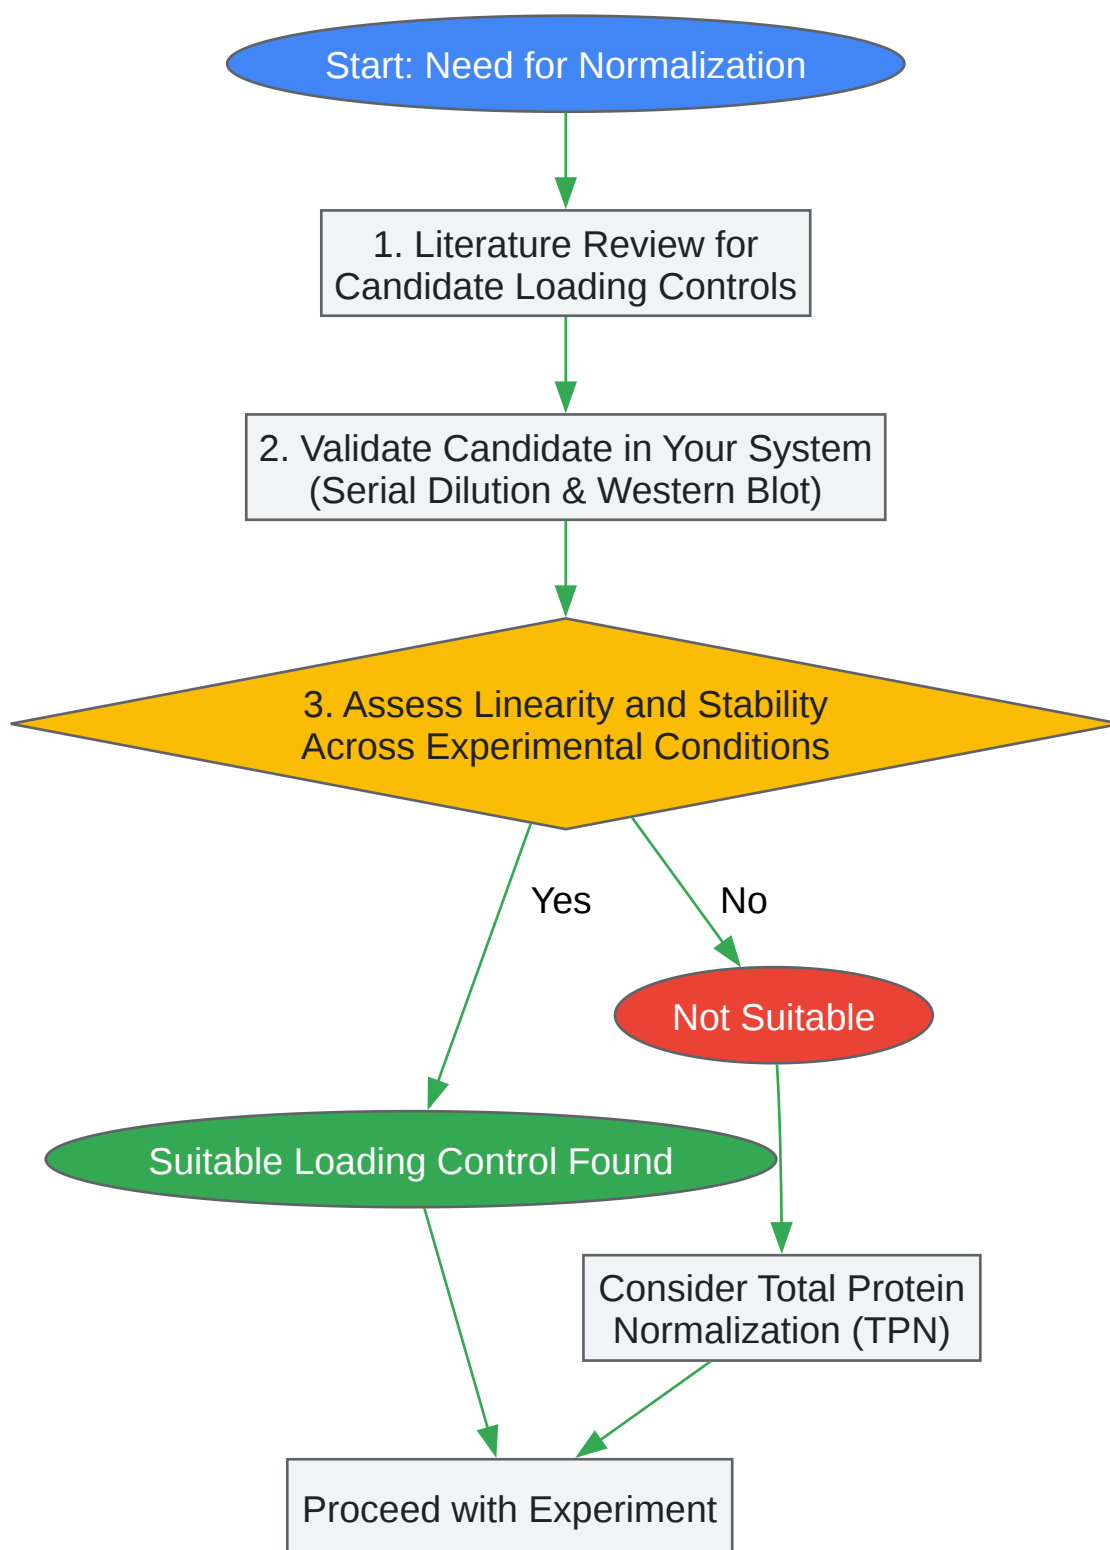 Start: Need for Normalization
1. Literature Review for
Candidate Loading Controls
2. Validate Candidate in Your System
(Serial Dilution & Western Blot)
3. Assess Linearity and Stability
Across Experimental Conditions
Yes
No
Not Suitable
Suitable Loading Control Found
Consider Total Protein
Normalization (TPN)
Proceed with Experiment